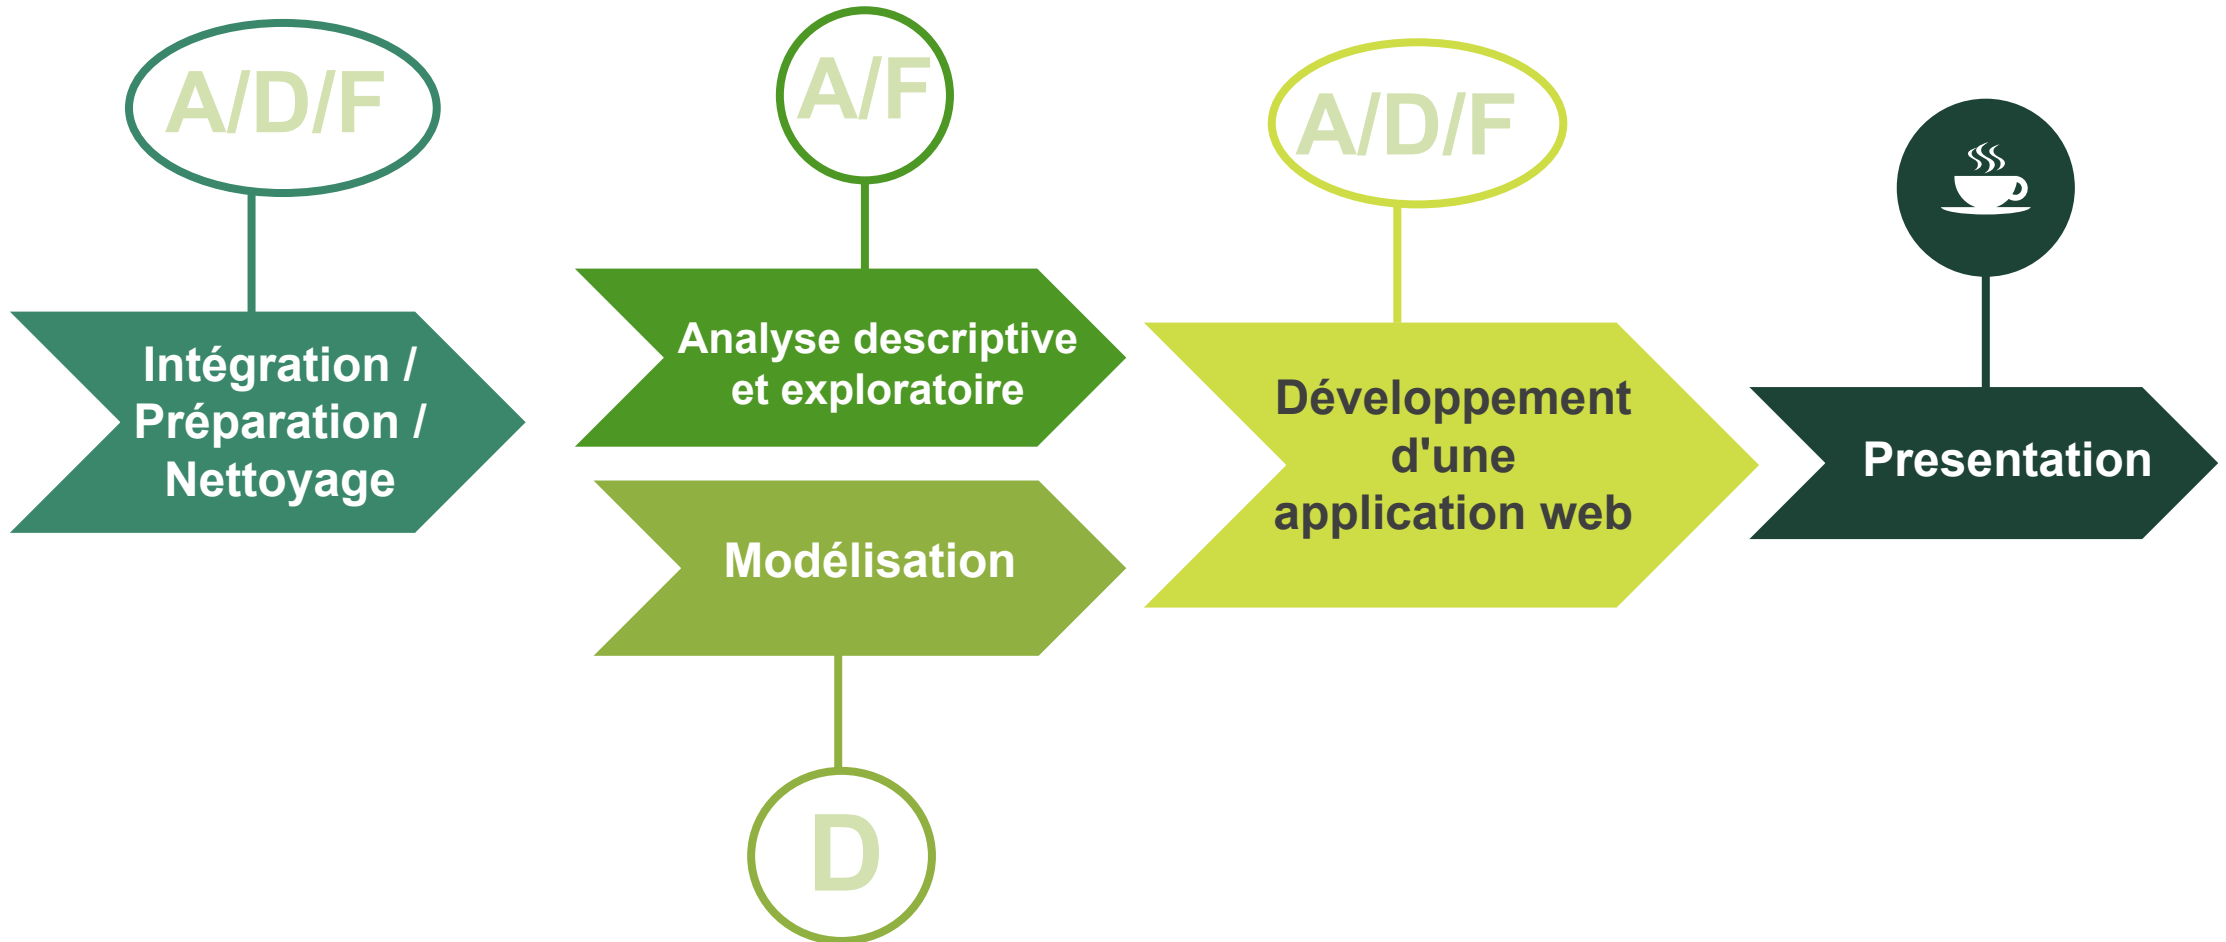 A/D/F
Intégration /
Préparation /
Nettoyage
A/F
Analyse descriptive
et exploratoire
Modélisation
D
A/D/F
Développement
d'une
application web
Presentation